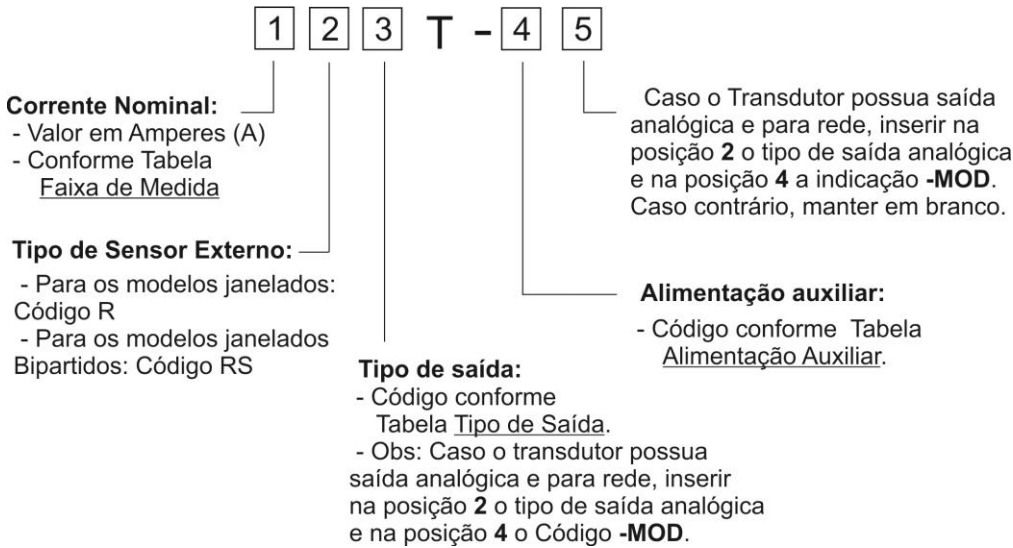 1 2 3 T - 4 5
Corrente Nominal:
- Valor em Amperes (A)
- Conforme Tabela
Faixa de Medida
Tipo de Sensor Externo:
- Para os modelos janelados:
Código R
- Para os modelos janelados
Bipartidos: Código RS
Tipo de saída:
- Código conforme
Tabela Tipo de Saída.
- Obs: Caso o transdutor possua
saída analógica e para rede, inserir
na posição 2 o tipo de saída analógica
e na posição 4 o Código -MOD.
Caso o Transdutor possua saída
analógica e para rede, inserir na
posição 2 o tipo de saída analógica
e na posição 4 a indicação -MOD.
Caso contrário, manter em branco.
Alimentação auxiliar:
- Código conforme Tabela
Alimentação Auxiliar.